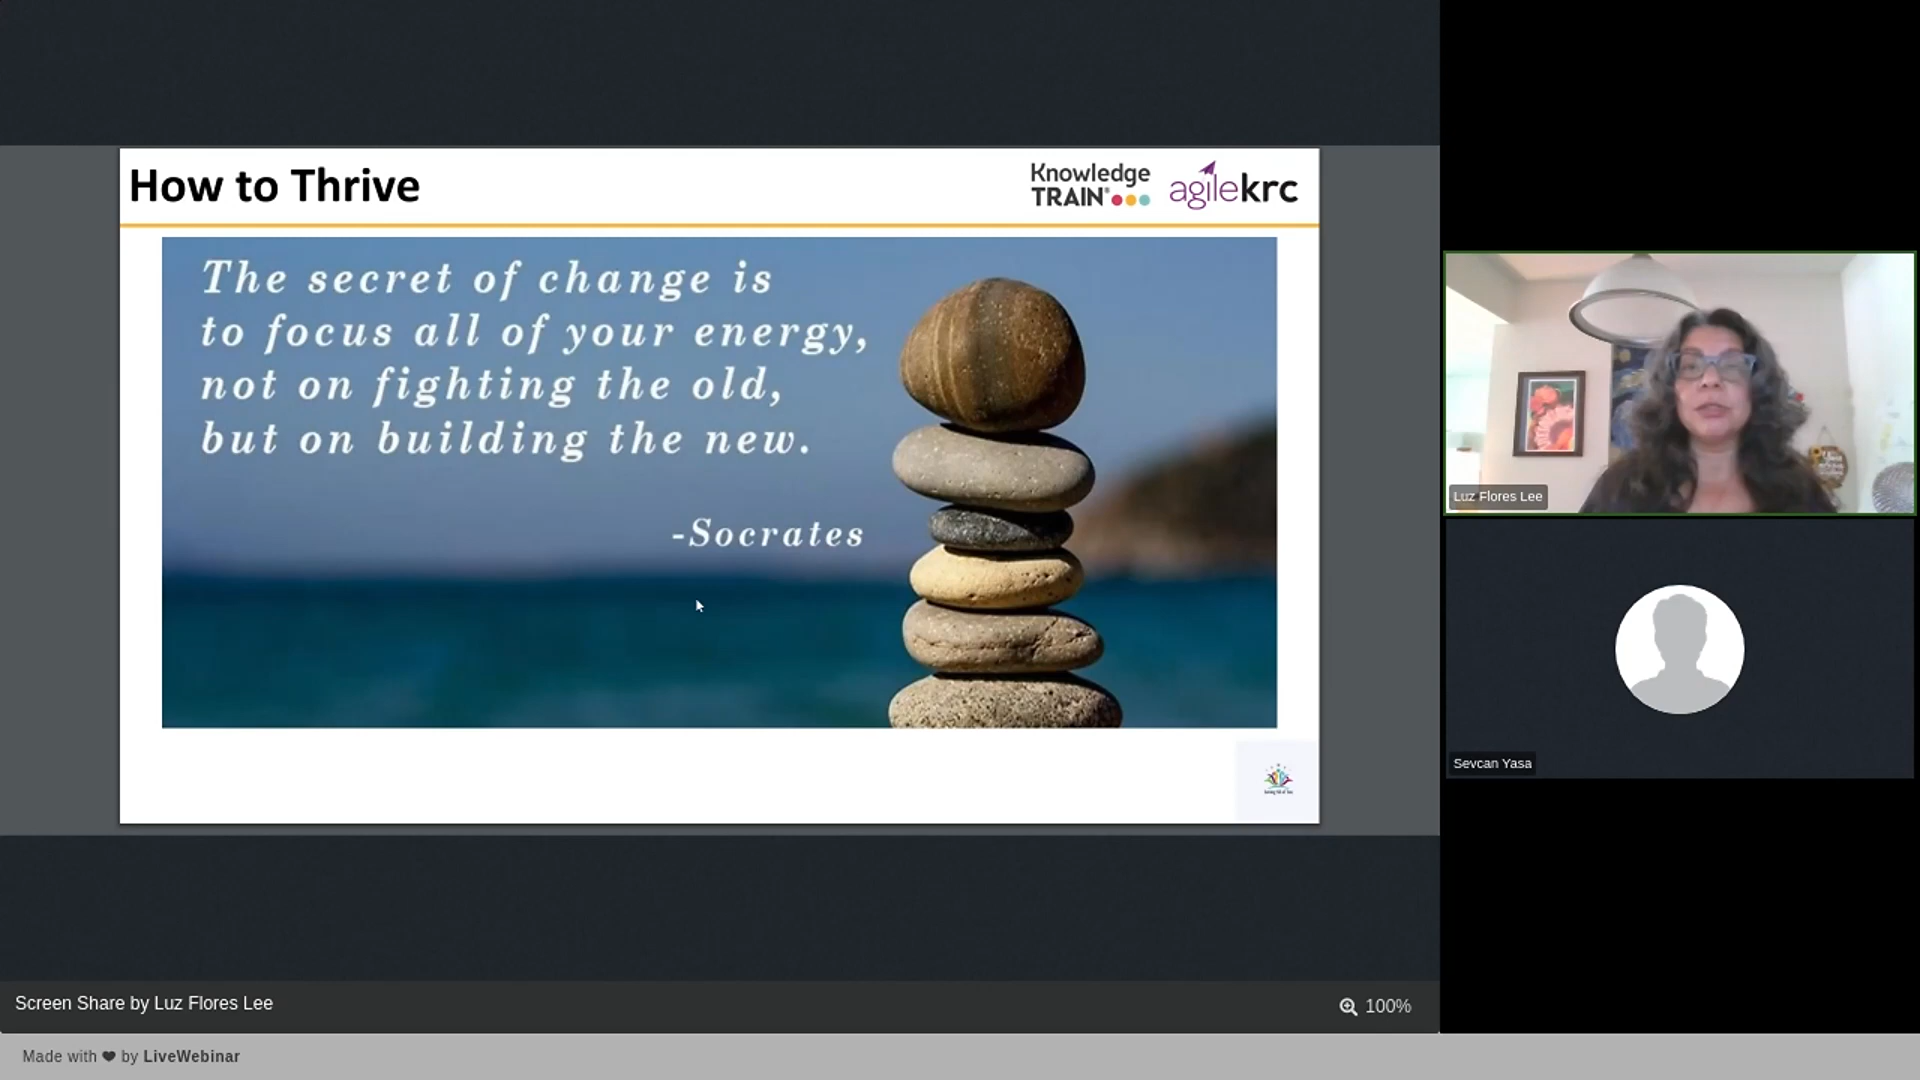 How to Thrive
Knowledge
TRAIN®
agilekrc
The secret of change is
to focus all of your energy,
not on fighting the old,
but on building the new.
-Socrates
Luz Flores Lee
Sevcan Yasa
Screen Share by Luz Flores Lee
100%
Made with ❤ by LiveWebinar